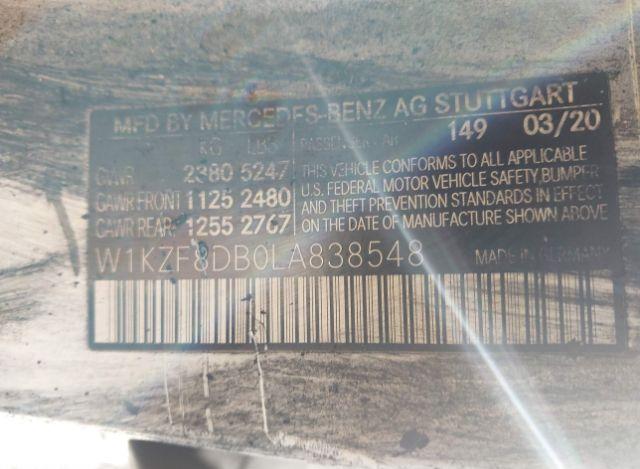 MFD BY MERCEDES-BENZ AG STUTTGART
KG LBS PASSENGER CAR 149 03/20
GVWR 2380 5247
GAWR FRONT 1125 2480
GAWR REAR 1255 2767
THIS VEHICLE CONFORMS TO ALL APPLICABLE
U.S. FEDERAL MOTOR VEHICLE SAFETY, BUMPER
AND THEFT PREVENTION STANDARDS IN EFFECT
ON THE DATE OF MANUFACTURE SHOWN ABOVE
W1KZF8DB0LA838548 MADE IN GERMANY